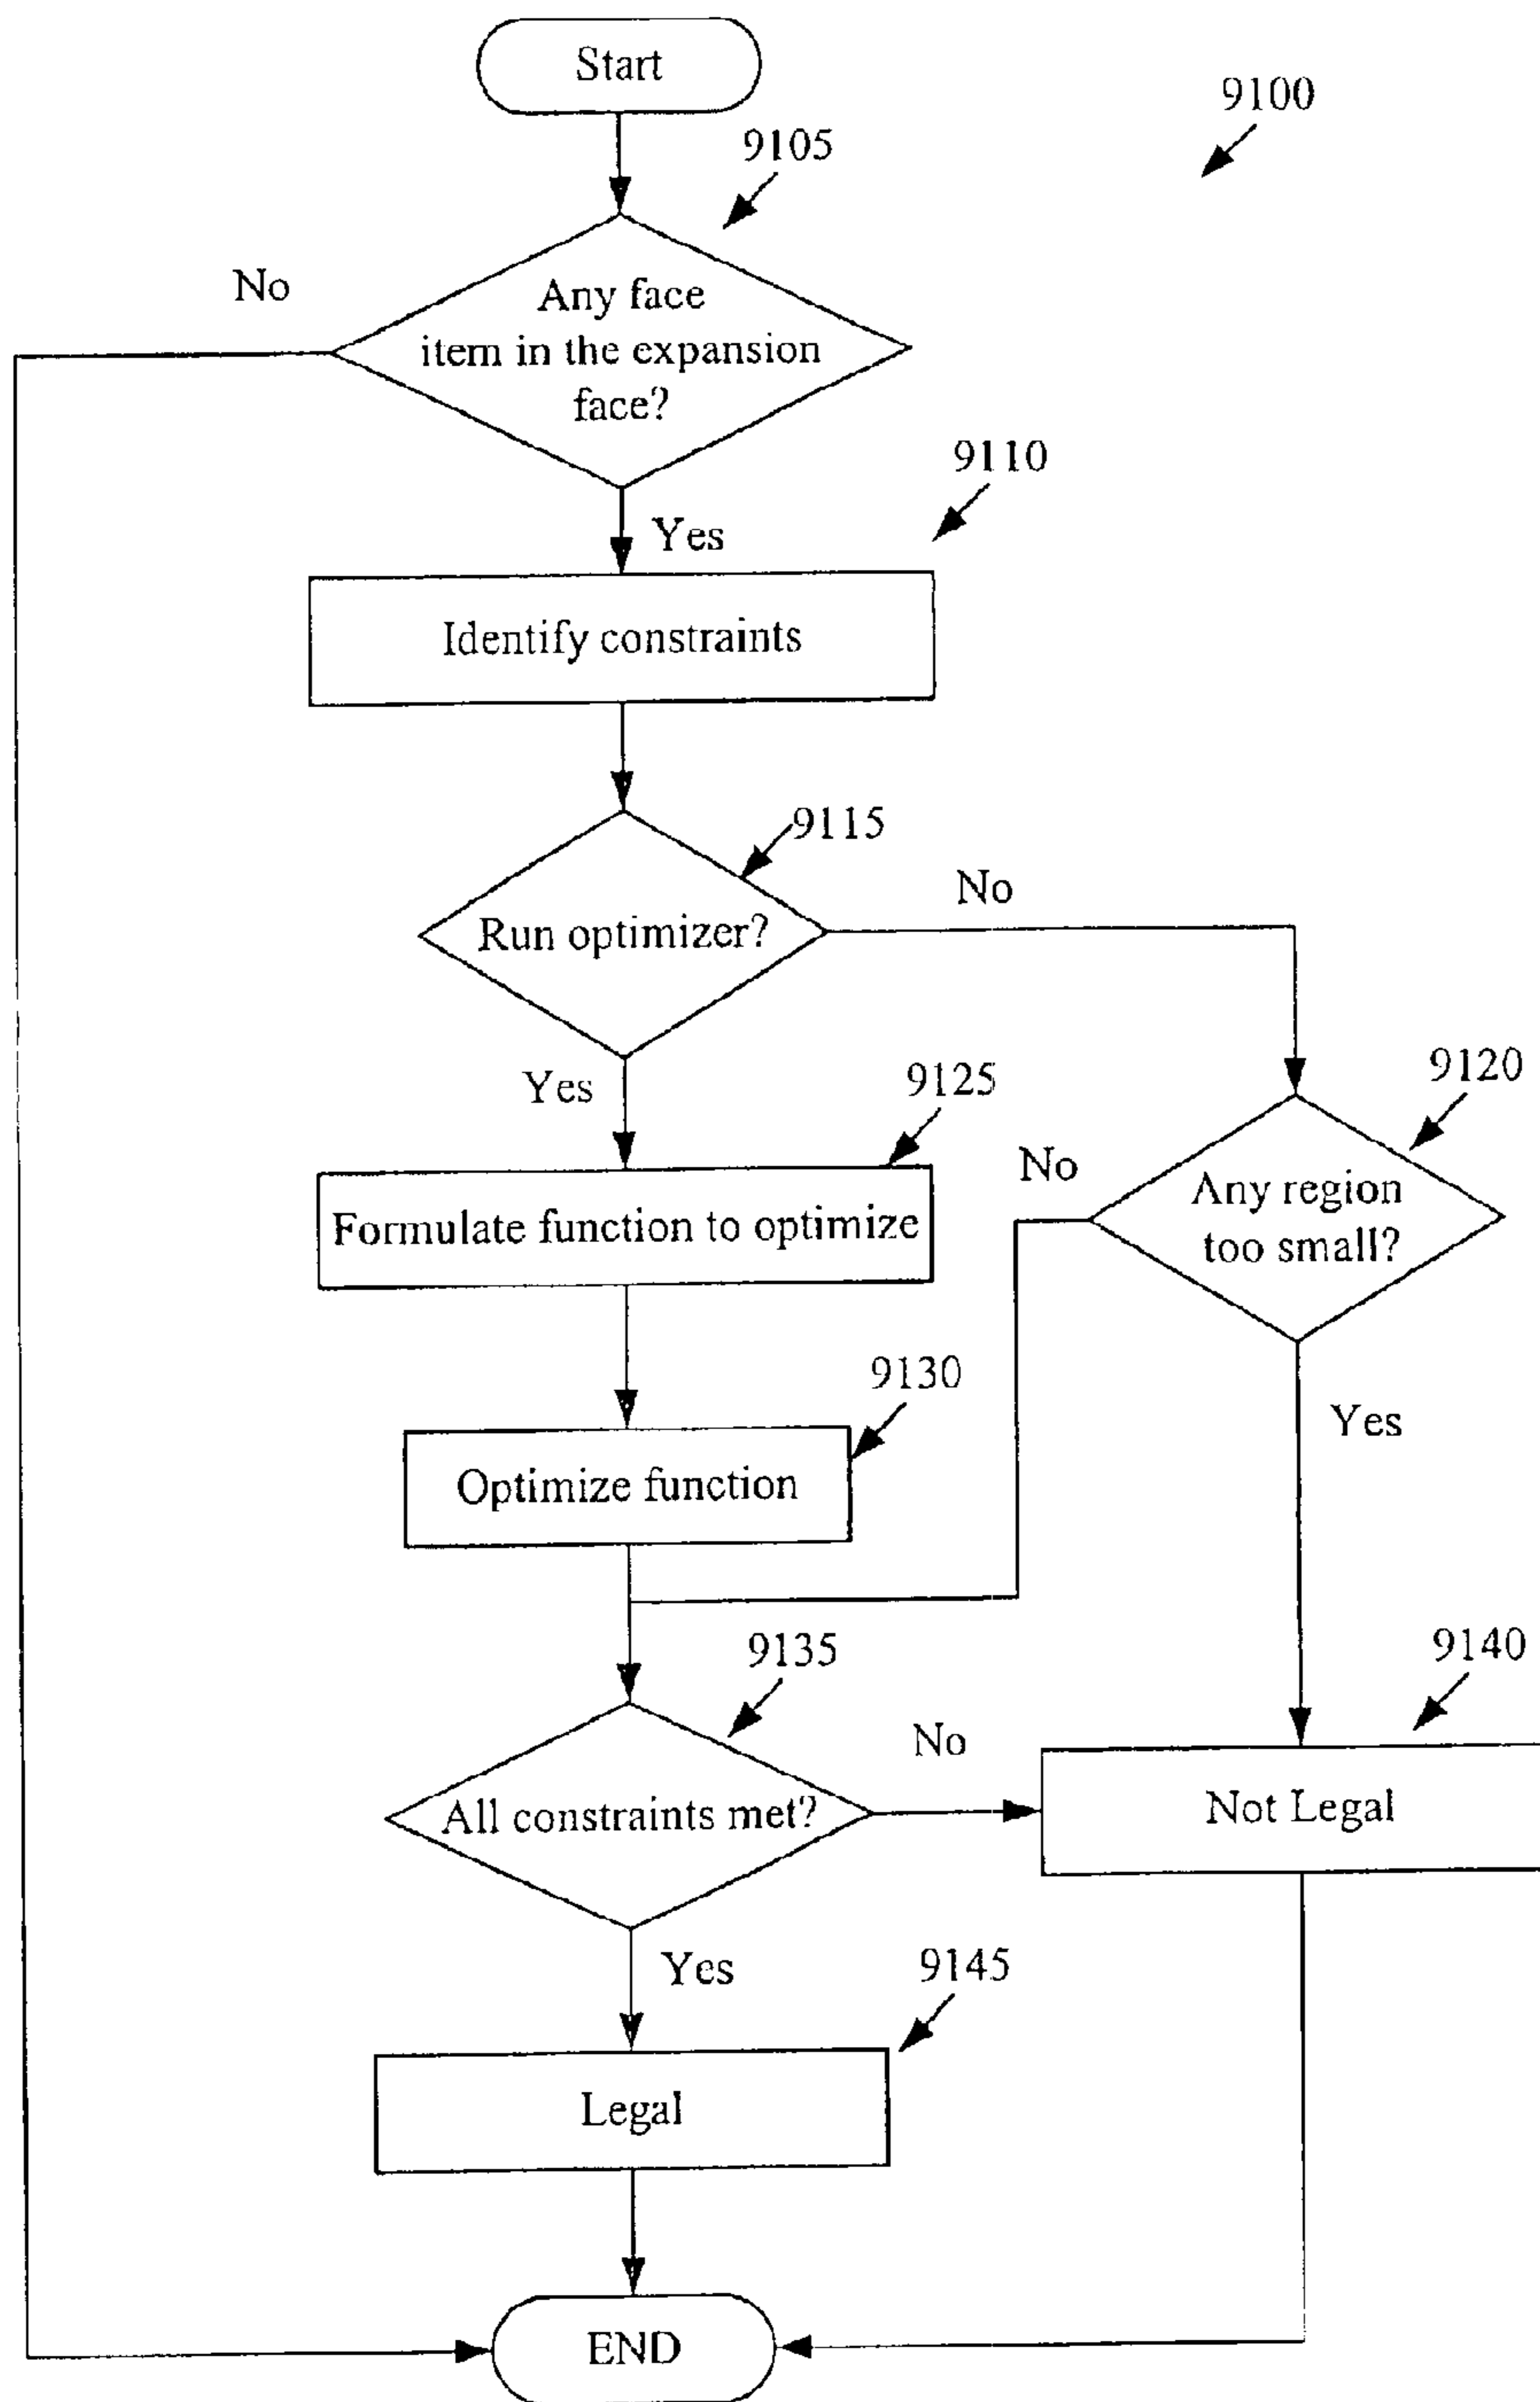 Start
9100
9105
No
Any face
item in the expansion
face?
9110
Yes
Identify constraints
9115
No
Run optimizer?
Yes
9125
9120
No
Any region
too small?
Formulate function to optimize
9130
Yes
Optimize function
9135
9140
No
All constraints met?
Not Legal
Yes
9145
Legal
END